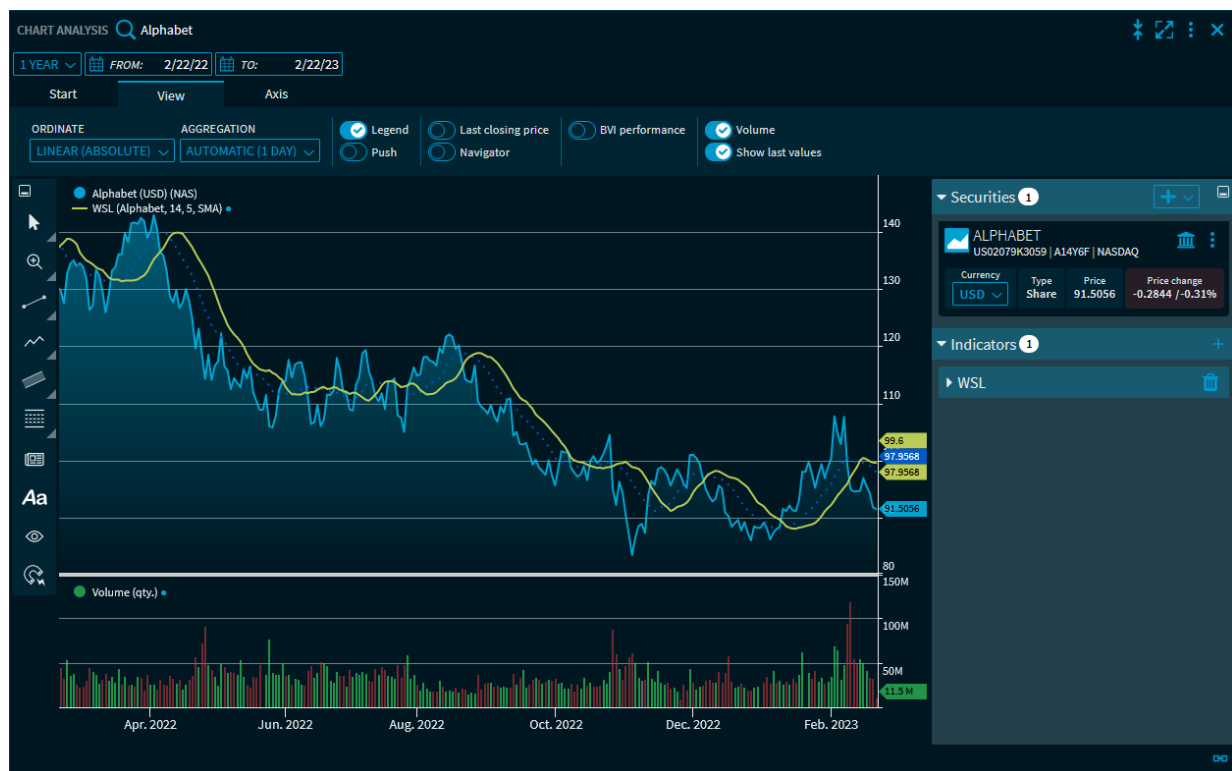 CHART ANALYSIS Alphabet
1 YEAR FROM: 2/22/22 TO: 2/22/23
Start View Axis
ORDINATE AGGREGATION
LINEAR (ABSOLUTE) AUTOMATIC (1 DAY)
Legend Last closing price BVI performance Volume
Push Navigator Show last values
Alphabet (USD) (NAS)
WSL (Alphabet, 14, 5, SMA)
140
130
120
110
99.6
97.9568
97.9568
91.5056
80
Aa
Volume (qty.)
150M
100M
50M
11.5 M
Apr. 2022 Jun. 2022 Aug. 2022 Oct. 2022 Dec. 2022 Feb. 2023
Securities 1
ALPHABET
US02079K3059 | A14Y6F | NASDAQ
Currency Type Price Price change
USD Share 91.5056 -0.2844 /-0.31%
Indicators 1
WSL